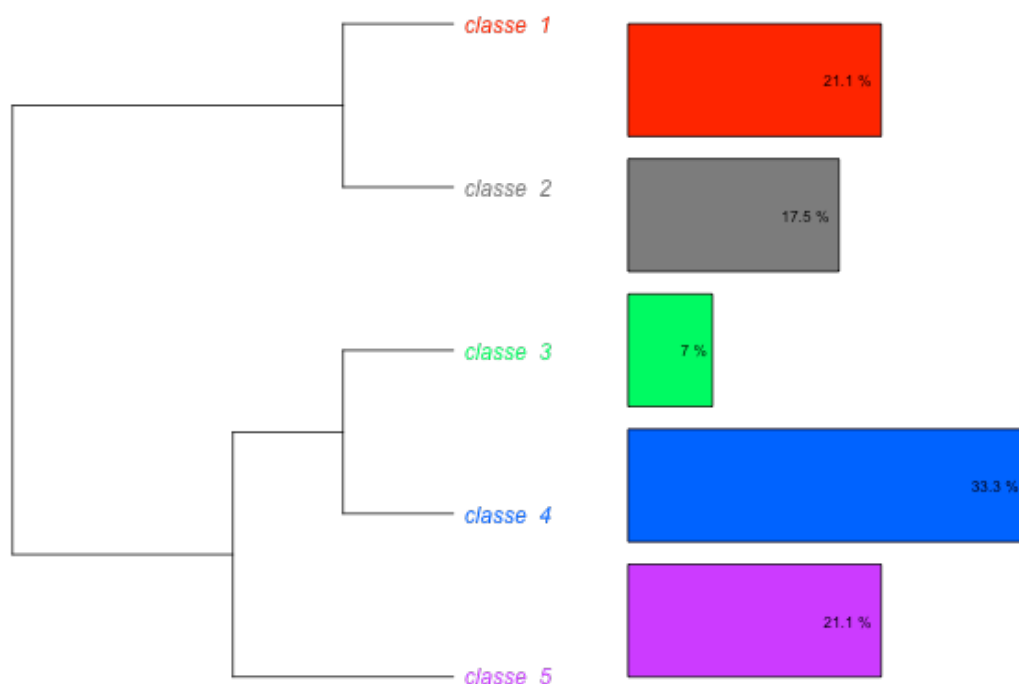 classe 1
21.1 %
classe 2
17.5 %
classe 3
7 %
classe 4
33.3 %
classe 5
21.1 %